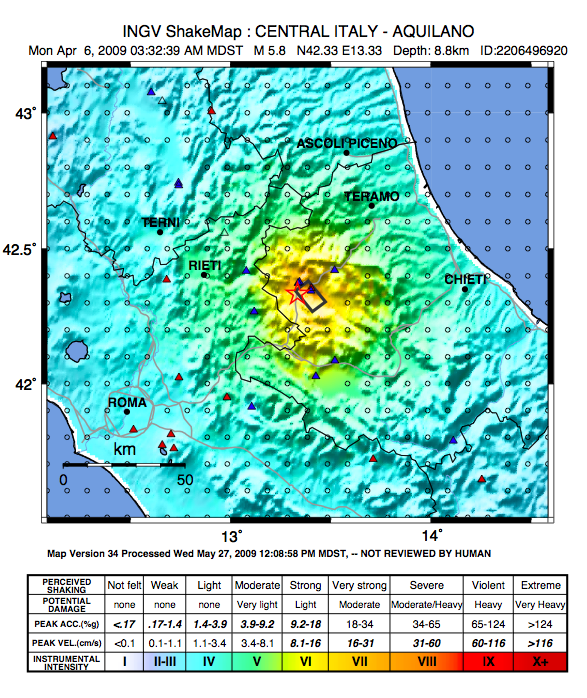 INGV ShakeMap : CENTRAL ITALY - AQUILANO
Mon Apr 6, 2009 03:32:39 AM MDST M 5.8 N42.33 E13.33 Depth: 8.8km ID:2206496920
43˚
ASCOLI PICENO
TERAMO
TERNI
42.5˚
RIETI
CHIETI
42˚
ROMA
km
0 50
13˚ 14˚
Map Version 34 Processed Wed May 27, 2009 12:08:58 PM MDST, -- NOT REVIEWED BY HUMAN
PERCEIVED SHAKING Not felt Weak Light Moderate Strong Very strong Severe Violent Extreme
POTENTIAL DAMAGE none none none Very light Light Moderate Moderate/Heavy Heavy Very Heavy
PEAK ACC.(%g) <.17 .17-1.4 1.4-3.9 3.9-9.2 9.2-18 18-34 34-65 65-124 >124
PEAK VEL.(cm/s) <0.1 0.1-1.1 1.1-3.4 3.4-8.1 8.1-16 16-31 31-60 60-116 >116
INSTRUMENTAL INTENSITY I II-III IV V VI VII VIII IX X+